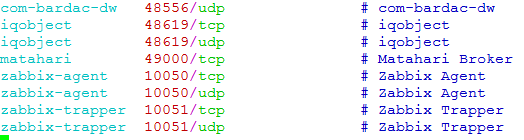 com-bardac-dw 48556/udp # com-bardac-dw
iqobject 48619/tcp # iqobject
iqobject 48619/udp # iqobject
matahari 49000/tcp # Matahari Broker
zabbix-agent 10050/tcp # Zabbix Agent
zabbix-agent 10050/udp # Zabbix Agent
zabbix-trapper 10051/tcp # Zabbix Trapper
zabbix-trapper 10051/udp # Zabbix Trapper